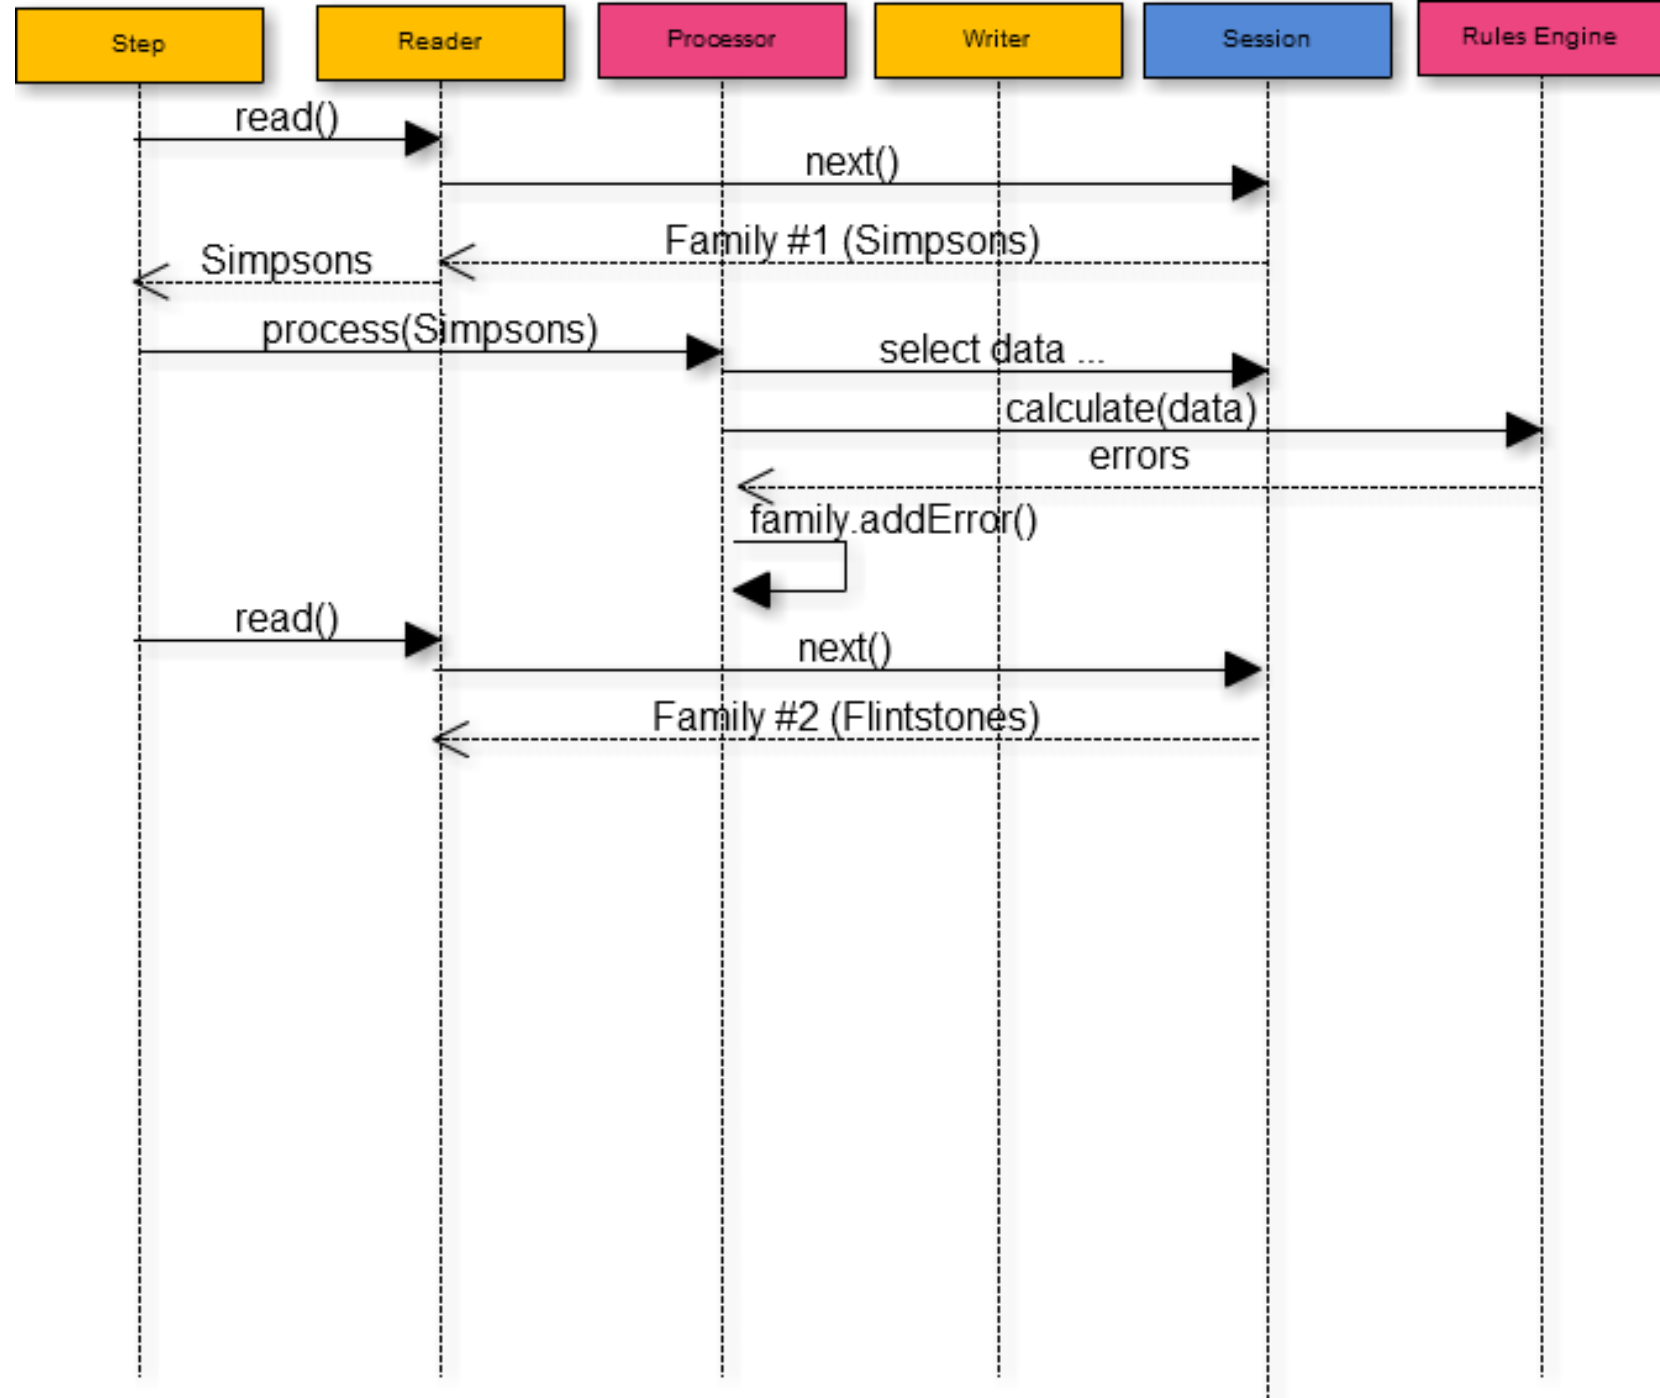 Step
Reader
Processor
Writer
Session
Rules Engine
read()
next()
Family #1 (Simpsons)
Simpsons
process(Simpsons)
select data ...
calculate(data)
errors
family.addError()
read()
next()
Family #2 (Flintstones)